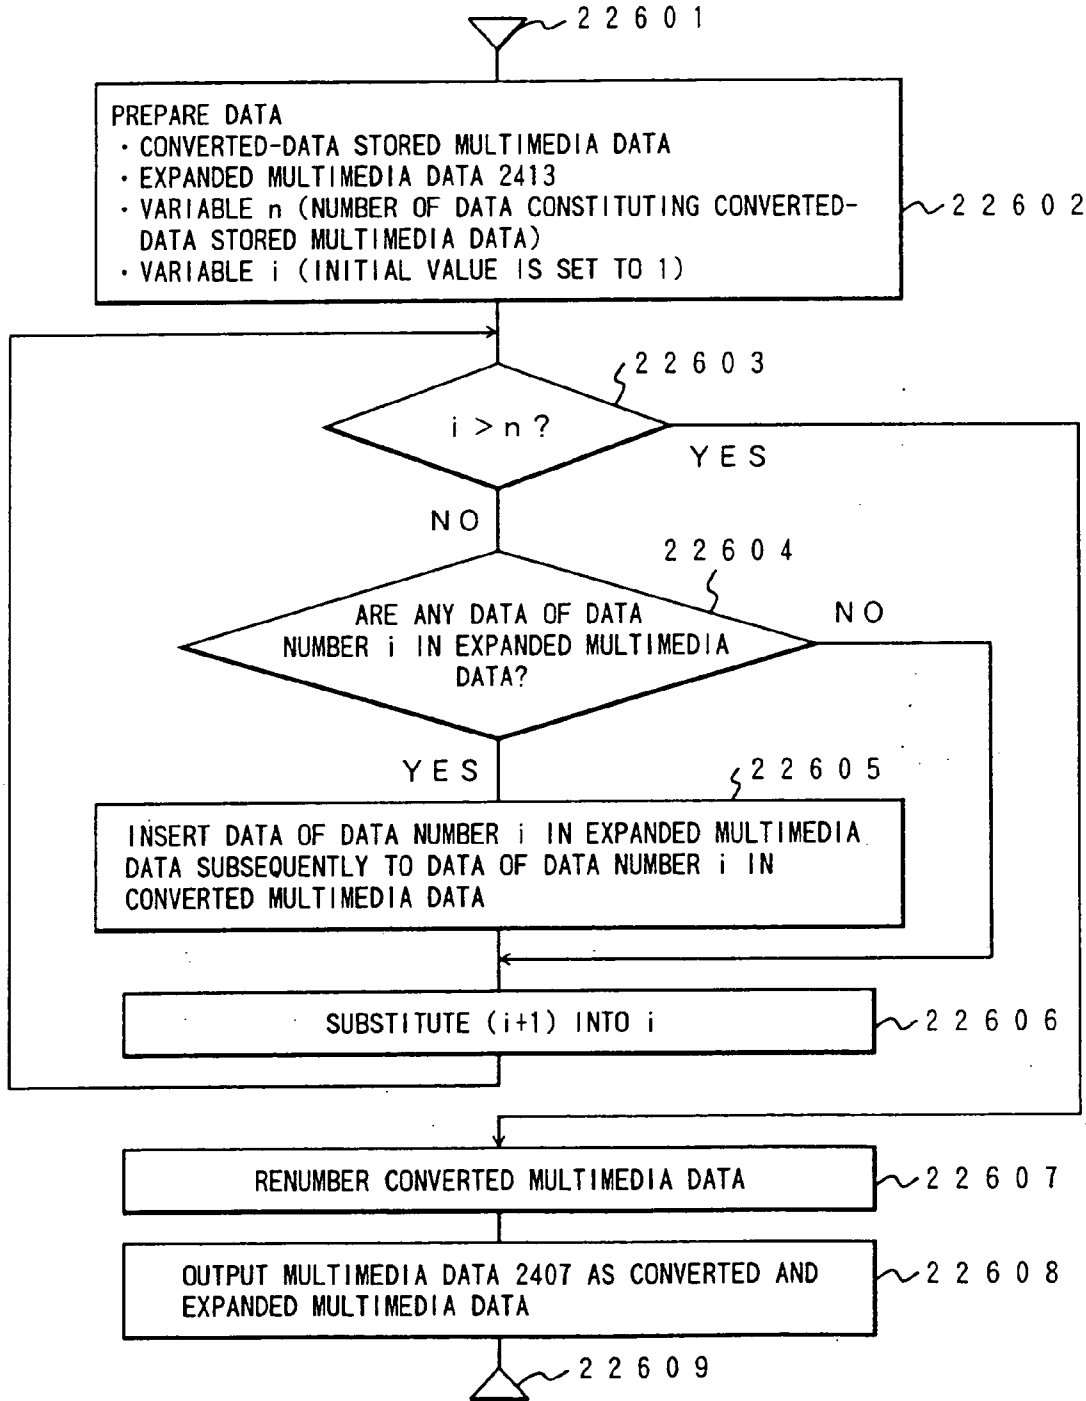 22601
PREPARE DATA
・CONVERTED-DATA STORED MULTIMEDIA DATA
・EXPANDED MULTIMEDIA DATA 2413
・VARIABLE n (NUMBER OF DATA CONSTITUTING CONVERTED-
DATA STORED MULTIMEDIA DATA)
・VARIABLE i (INITIAL VALUE IS SET TO 1)
22602
22603
i > n ?
YES
NO
22604
ARE ANY DATA OF DATA
NUMBER i IN EXPANDED MULTIMEDIA
DATA?
NO
YES
22605
INSERT DATA OF DATA NUMBER i IN EXPANDED MULTIMEDIA
DATA SUBSEQUENTLY TO DATA OF DATA NUMBER i IN
CONVERTED MULTIMEDIA DATA
SUBSTITUTE (i+1) INTO i
22606
RENUMBER CONVERTED MULTIMEDIA DATA
22607
OUTPUT MULTIMEDIA DATA 2407 AS CONVERTED AND
EXPANDED MULTIMEDIA DATA
22608
22609